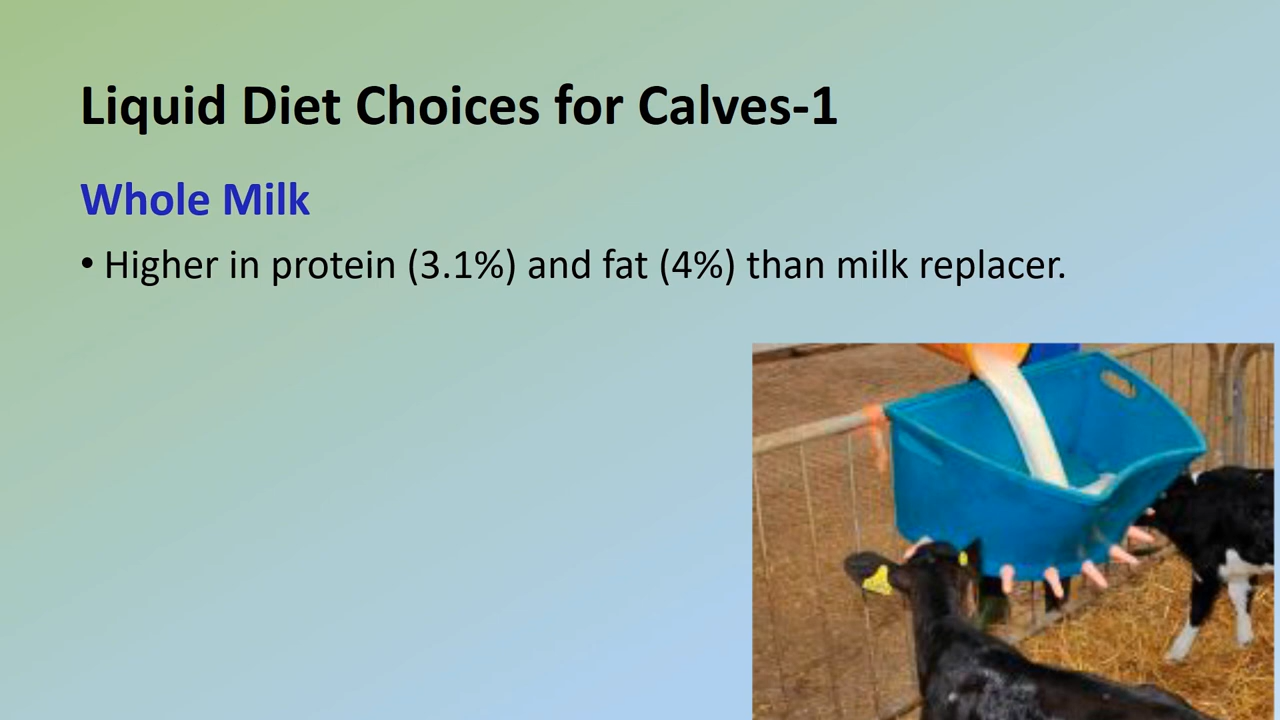 Liquid Diet Choices for Calves-1
Whole Milk
• Higher in protein (3.1%) and fat (4%) than milk replacer.